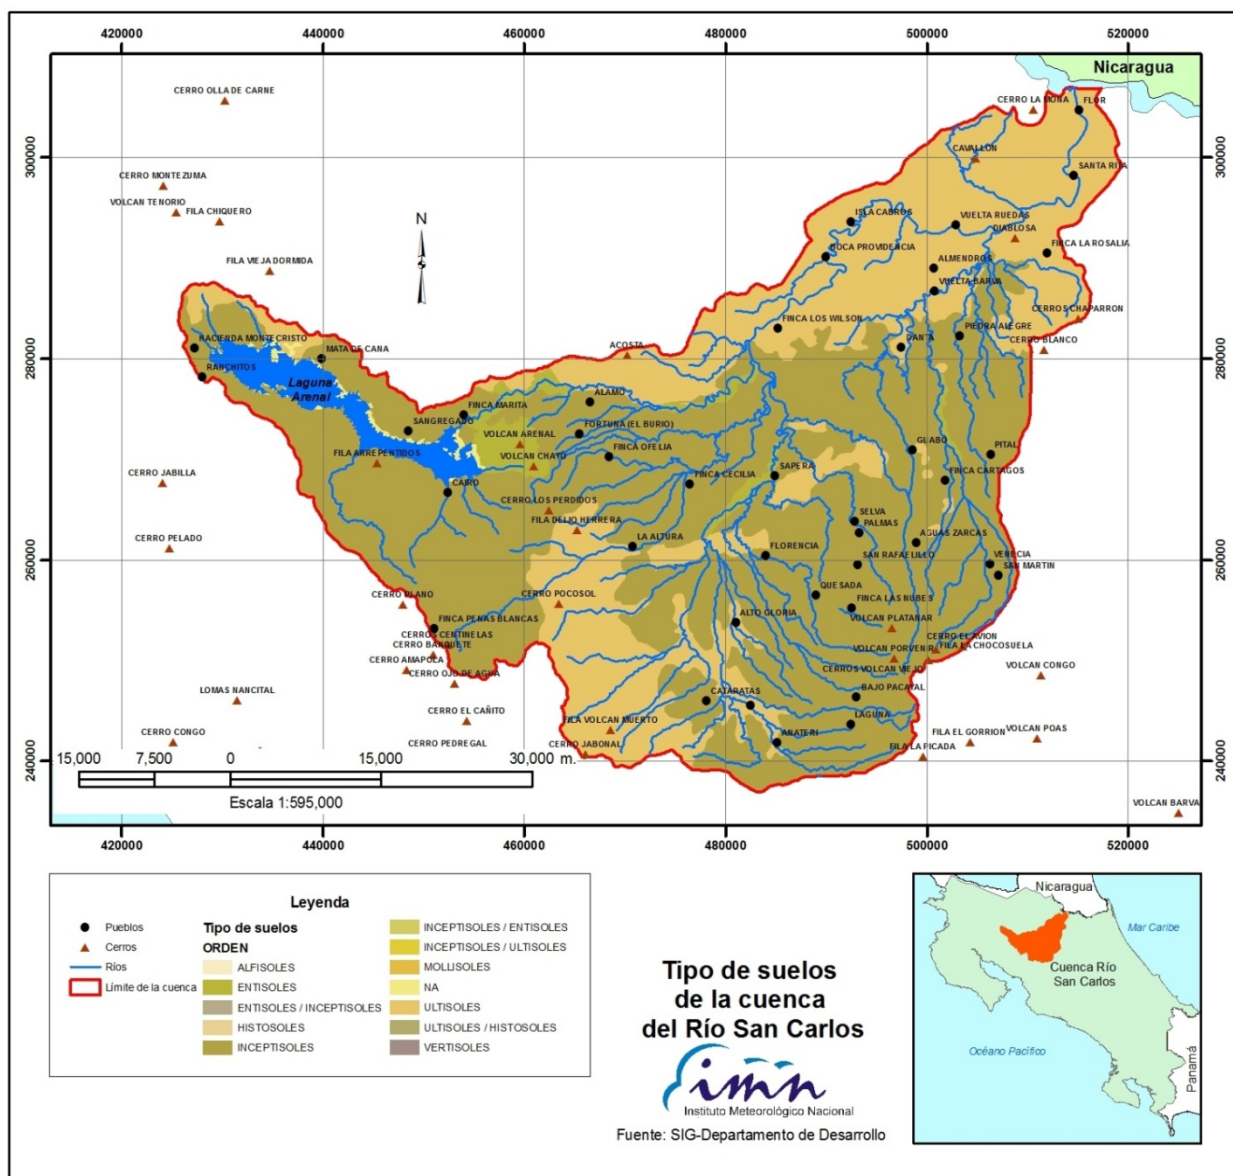 420000 440000 460000 480000 500000 520000
Nicaragua
CERRO OLLA DE CARNE
CERRO LA MONA
FLOR
300000
300000
CAVALLON
SANTA RITA
CERRO MONTEZUMA
VOLCAN TENORIO
FILA CHIQUERO
N
ISLA CABROS
VUELTA RUEDAS
DIABLOSA
BOCA PROVIDENCIA
FINCA LA ROSALIA
FILA VIEJA DORMIDA
ALMENDROS
VUELTA BARVA
CERROS CHAPARRON
FINCA LOS WILSON
HACIENDA MONTECRISTO
MATA DE CANA
ACOSTA
DANTA
PIEDRA ALEGRE
CERRO BLANCO
280000
280000
RANCHITOS
Laguna
Arenal
FINCA MARITA
ALAMO
SANGREGADO
VOLCAN ARENAL
FORTUNA (EL BURIO)
FILA ARREPENTIDOS
VOLCAN CHATO
FINCA OFELIA
SAPERA
GLABO
PITAL
CERRO JABILLA
CAIRO
FINCA CECILIA
FINCA CARTAGOS
CERRO LOS PERDIDOS
FILA DELIO HERRERA
SELVA
PALMAS
CERRO PELADO
LA ALTURA
FLORENCIA
AGUAS ZARCAS
SAN RAFAELILLO
VENECIA
SAN MARTIN
260000
260000
CERRO PLANO
CERRO POCOSOL
QUESADA
FINCA LAS NUBES
FINCA PENAS BLANCAS
ALTO GLORIA
VOLCAN PLATANAR
CERROS CENTINELAS
CERRO BANQUETE
CERRO EL AVION
VOLCAN PORVENIR
FILA LA CHOCOSUELA
CERRO AMAPOLA
CERRO OJO DE AGUA
CERROS VOLCAN VIEJO
VOLCAN CONGO
LOMAS NANCITAL
CATARATAS
BAJO PACAYAL
CERRO EL CAÑITO
FILA VOLCAN MUERTO
LAGUNA
CERRO CONGO
CERRO PEDREGAL
CERRO JABONAL
ANATERI
FILA EL GORRION
VOLCAN POAS
FILA LA PICADA
240000
240000
15,000 7,500 0 15,000 30,000 m.
Escala 1:595,000
VOLCAN BARVA
420000 440000 460000 480000 500000 520000
Leyenda
Pueblos
Cerros
Ríos
Límite de la cuenca
Tipo de suelos
ORDEN
ALFISOLES
ENTISOLES
ENTISOLES / INCEPTISOLES
HISTOSOLES
INCEPTISOLES
INCEPTISOLES / ENTISOLES
INCEPTISOLES / ULTISOLES
MOLLISOLES
NA
ULTISOLES
ULTISOLES / HISTOSOLES
VERTISOLES
Tipo de suelos
de la cuenca
del Río San Carlos
imn
Instituto Meteorológico Nacional
Fuente: SIG-Departamento de Desarrollo
Nicaragua
Mar Caribe
Cuenca Río
San Carlos
Océano Pacífico
Panamá